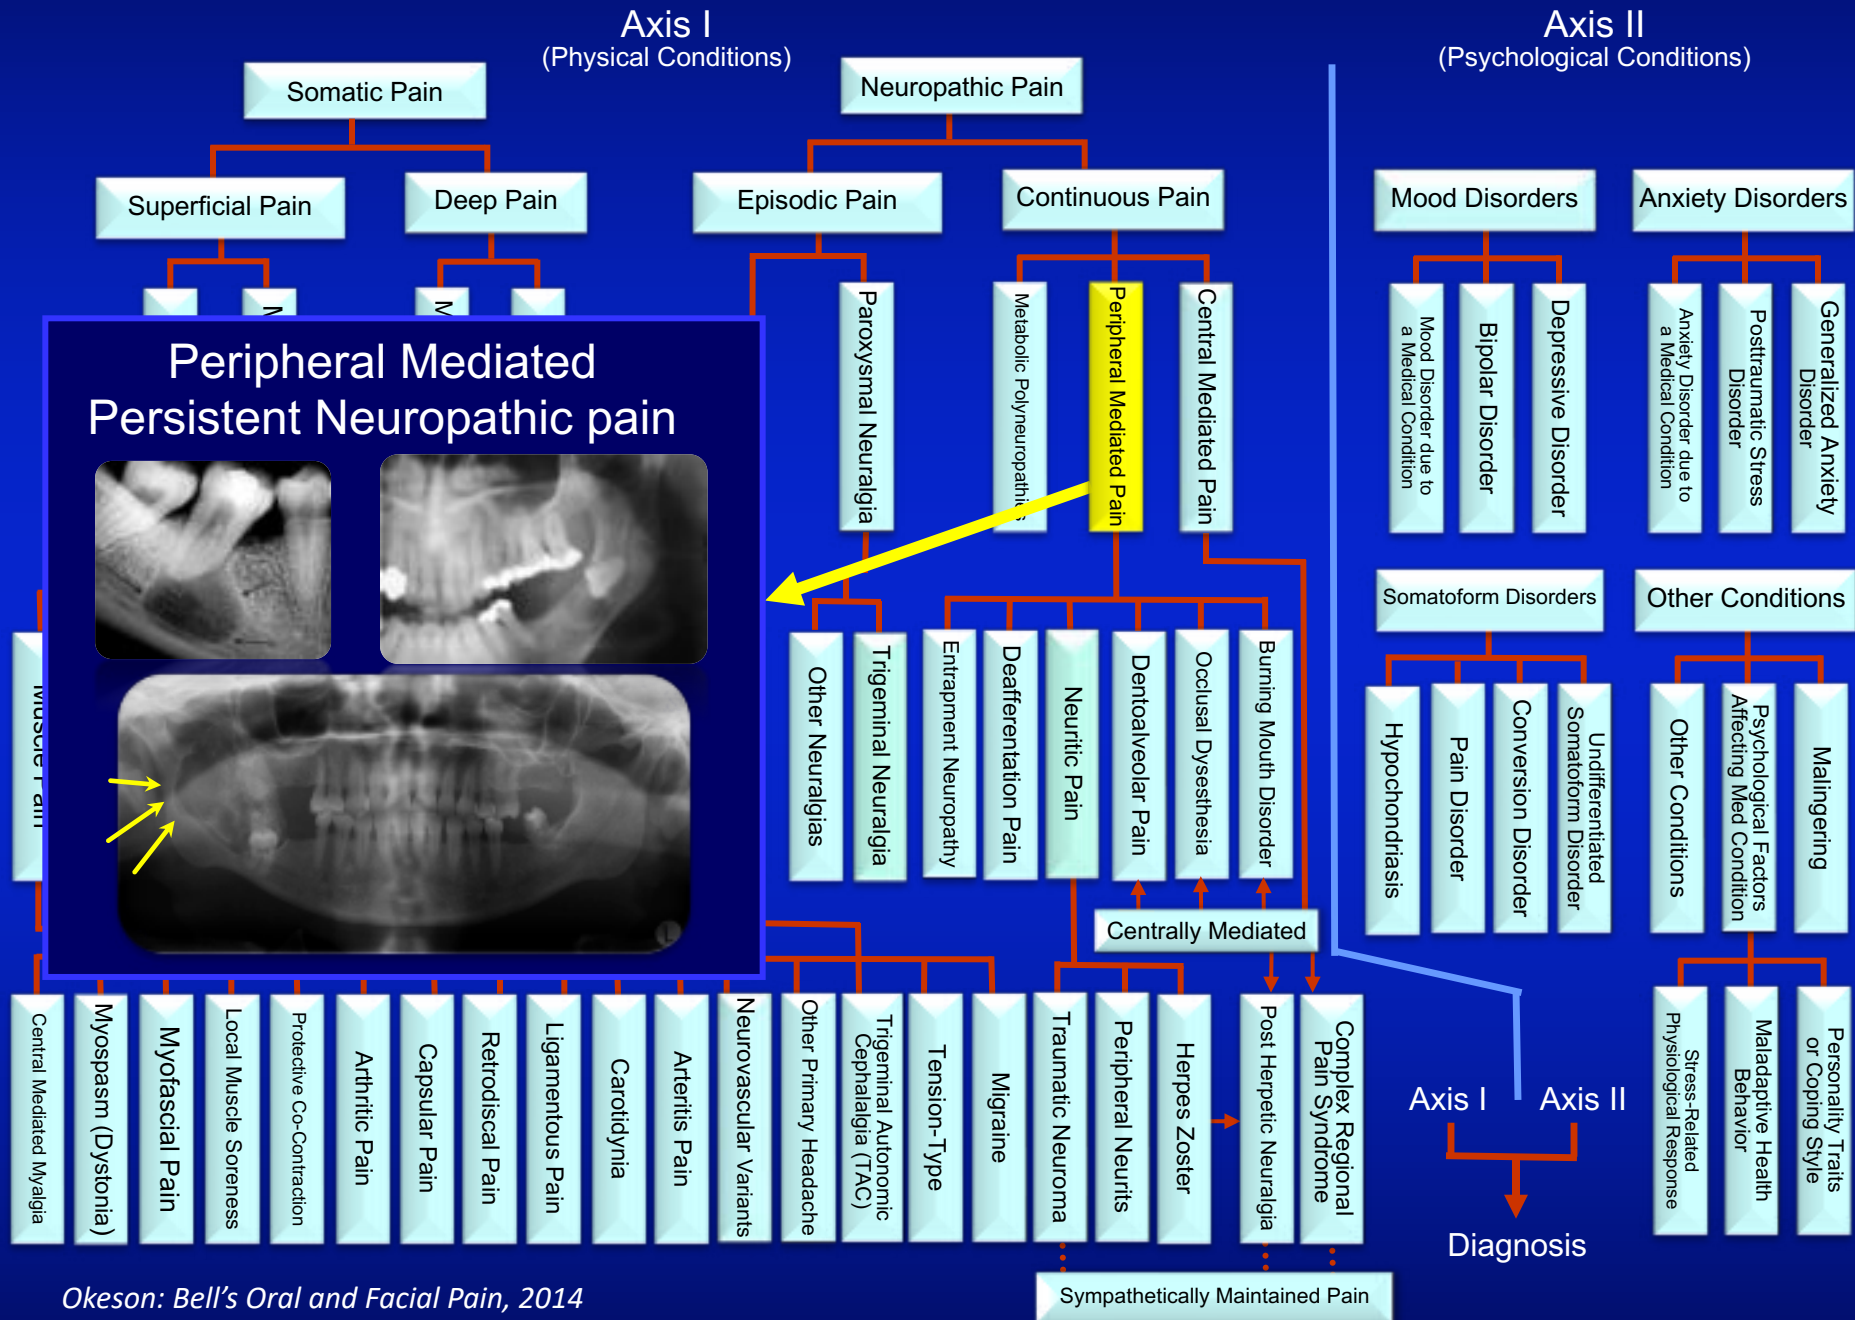 Axis I
(Physical Conditions)
Axis II
(Psychological Conditions)
Somatic Pain
Neuropathic Pain
Superficial Pain
Deep Pain
Episodic Pain
Continuous Pain
Mood Disorders
Anxiety Disorders
M
M
Paroxysmal Neuralgia
Metabolic Polyneuropathies
Peripheral Mediated Pain
Central Mediated Pain
Mood Disorder due to
a Medical Condition
Bipolar Disorder
Depressive Disorder
Anxiety Disorder due to
a Medical Condition
Posttraumatic Stress
Disorder
Generalized Anxiety
Disorder
Peripheral Mediated
Persistent Neuropathic pain
L
Somatoform Disorders
Other Conditions
Muscle Pain
Other Neuralgias
Trigeminal Neuralgia
Entrapment Neuropathy
Deafferentation Pain
Neuritic Pain
Dentoalveolar Pain
Occlusal Dysesthesia
Burning Mouth Disorder
Hypochondriasis
Pain Disorder
Conversion Disorder
Undifferentiated
Somatoform Disorder
Other Conditions
Psychological Factors
Affecting Med Condition
Malingering
Centrally Mediated
Central Mediated Myalgia
Myospasm (Dystonia)
Myofascial Pain
Local Muscle Soreness
Protective Co-Contraction
Arthritic Pain
Capsular Pain
Retrodiscal Pain
Ligamentous Pain
Carotidynia
Arteritis Pain
Neurovascular Variants
Other Primary Headache
Trigeminal Autonomic
Cephalalgia (TAC)
Tension-Type
Migraine
Traumatic Neuroma
Peripheral Neurits
Herpes Zoster
Post Herpetic Neuralgia
Complex Regional
Pain Syndrome
Stress-Related
Physiological Response
Maladaptive Health
Behavior
Personality Traits
or Coping Style
Axis I
Axis II
Diagnosis
Sympathetically Maintained Pain
Okeson: Bell's Oral and Facial Pain, 2014